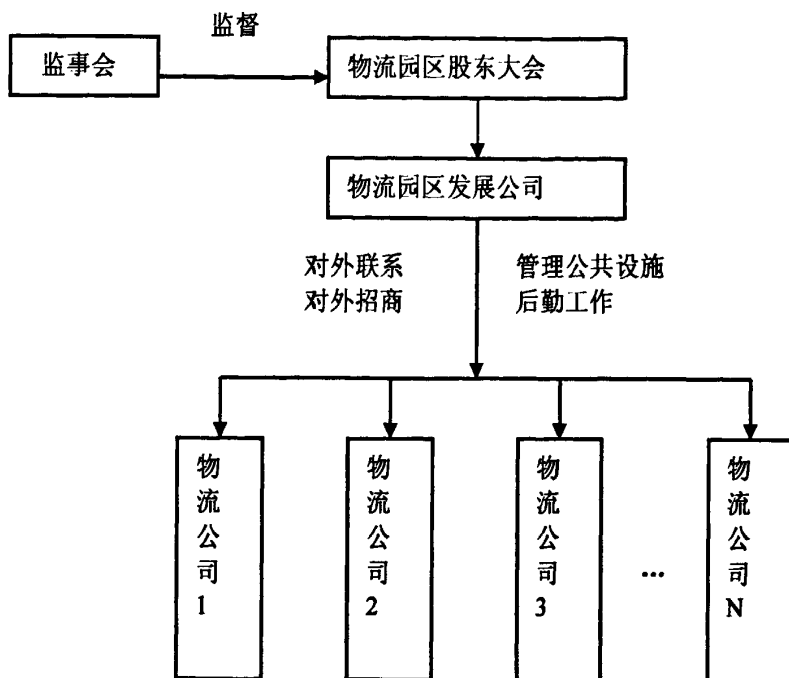 监督
监事会
物流园区股东大会
物流园区发展公司
对外联系
对外招商
管理公共设施
后勤工作
物流公司1
物流公司2
物流公司3
...
物流公司N